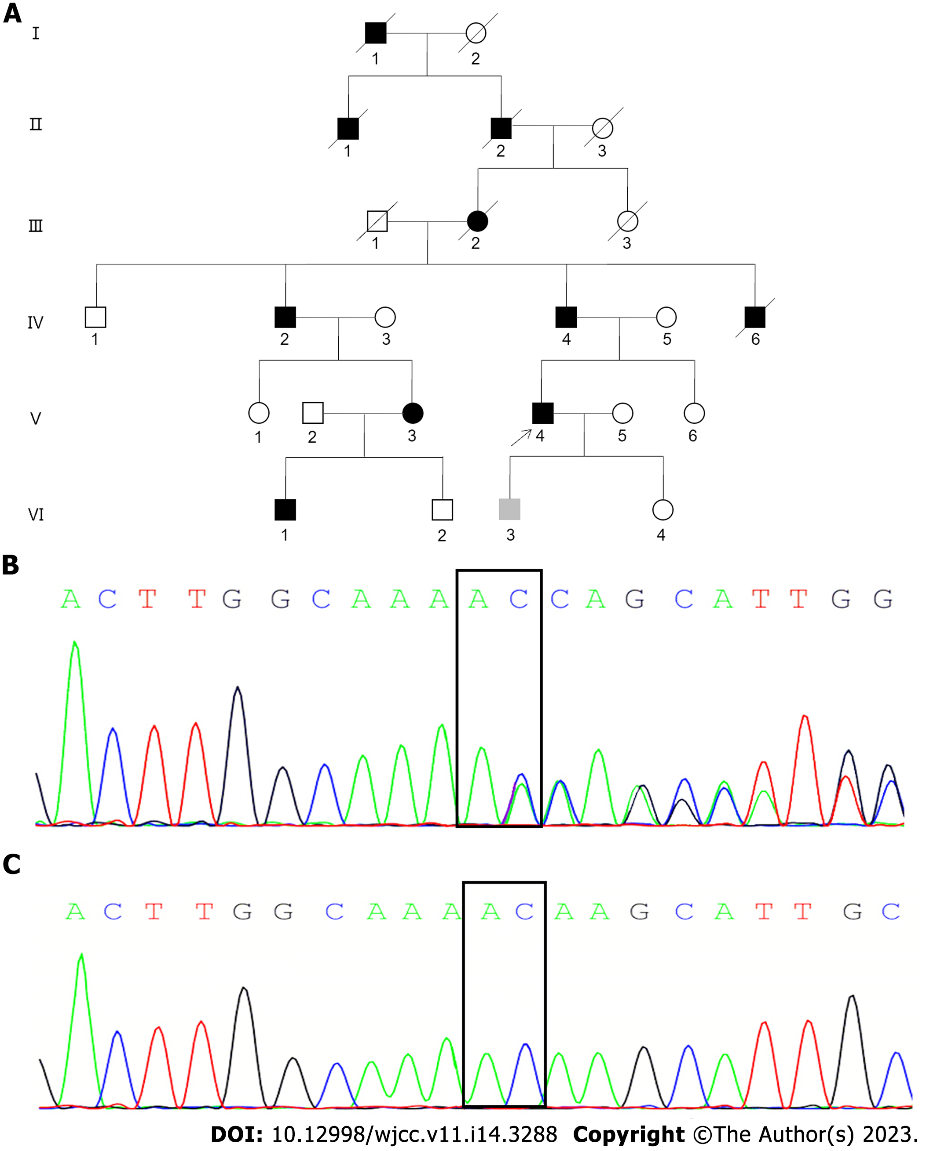 A
I
1 2
II
1 2 3
III
1 2 3
IV
1 2 3 4 5 6
V
1 2 3 4 5 6
VI
1 2 3 4
B
A C T T G G C A A A A C C A G C A T T G G
C
A C T T G G C A A A A C A A G C A T T G C
DOI: 10.12998/wjcc.v11.i14.3288 Copyright ©The Author(s) 2023.